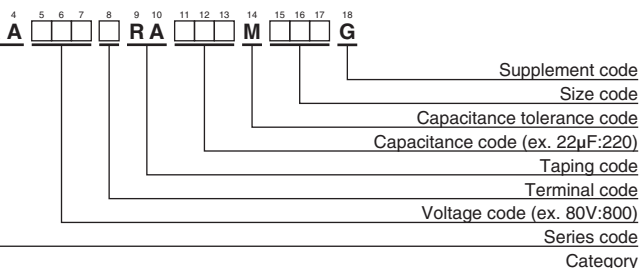 4 5 6 7 8 9 10 11 12 13 14 15 16 17 18
A R A M G
Supplement code
Size code
Capacitance tolerance code
Capacitance code (ex. 22µF:220)
Taping code
Terminal code
Voltage code (ex. 80V:800)
Series code
Category